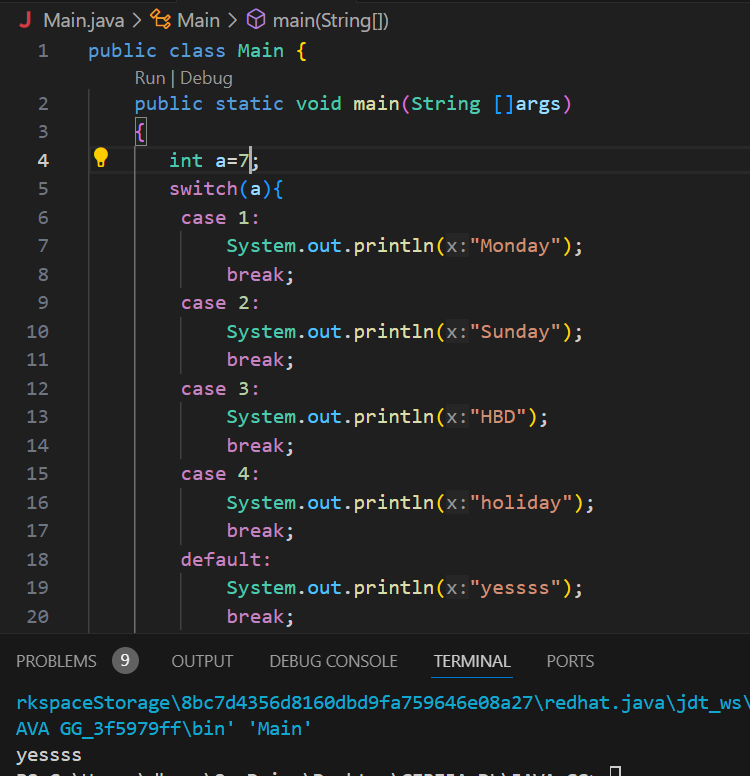 Main.java > Main > main(String[])
1 public class Main {
Run | Debug
2 public static void main(String []args)
3 {
4 int a=7;
5 switch(a){
6 case 1:
7 System.out.println(x:"Monday");
8 break;
9 case 2:
10 System.out.println(x:"Sunday");
11 break;
12 case 3:
13 System.out.println(x:"HBD");
14 break;
15 case 4:
16 System.out.println(x:"holiday");
17 break;
18 default:
19 System.out.println(x:"yessss");
20 break;
PROBLEMS 9 OUTPUT DEBUG CONSOLE TERMINAL PORTS
rkspaceStorage\8bc7d4356d8160dbd9fa759646e08a27\redhat.java\jdt_ws\
AVA GG_3f5979ff\bin' 'Main'
yessss